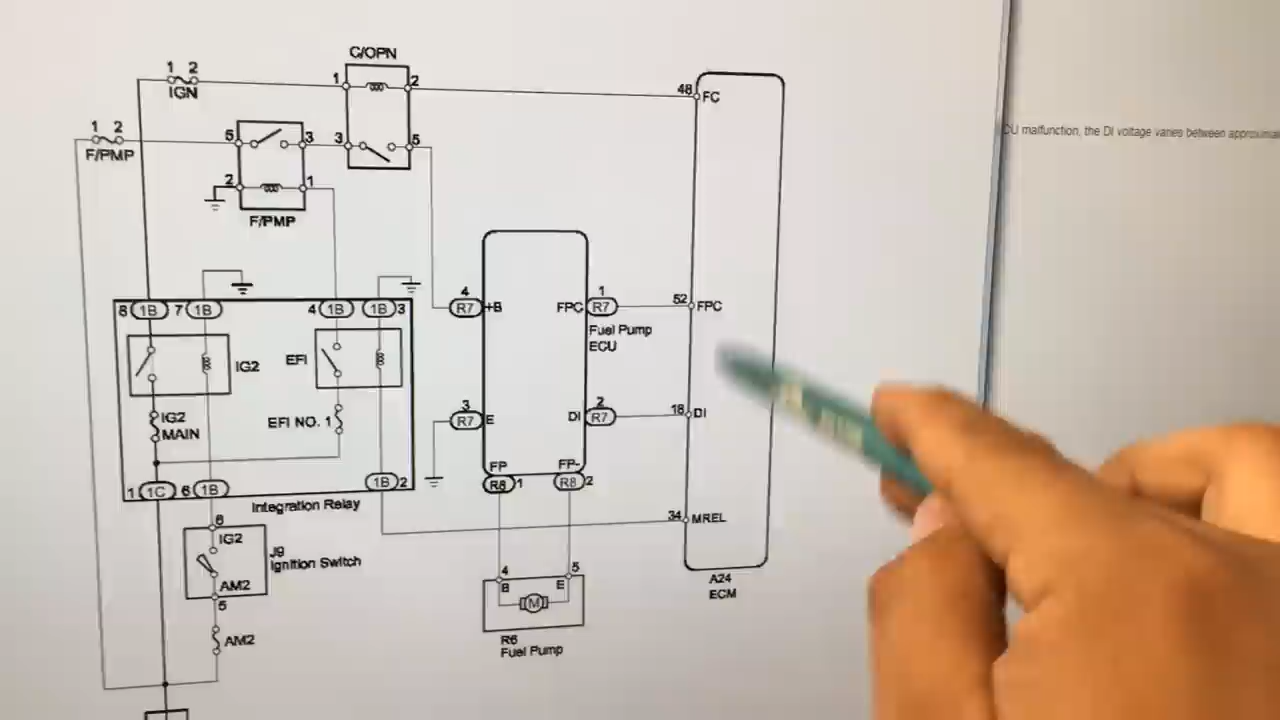 C/OPN
1 2
IGN
1 2
48 FC
1 2
F/PMP
5 3
3 5
2 1
F/PMP
CU malfunction, the DI voltage varies between approxima
8 1B 7 1B 4 1B 1B 3
4 R7 +B
FPC 1 R7
52 FPC
Fuel Pump
ECU
IG2
EFI
IG2
MAIN
EFI NO. 1
3 R7 E
DI 2 R7
18 DI
FP FP-
R8 1 R8 2
1 1C 6 1B 1B 2
Integration Relay
34 MREL
6
IG2
J9
Ignition Switch
AM2
5
AM2
4 5
B E
M
R6
Fuel Pump
A24
ECM